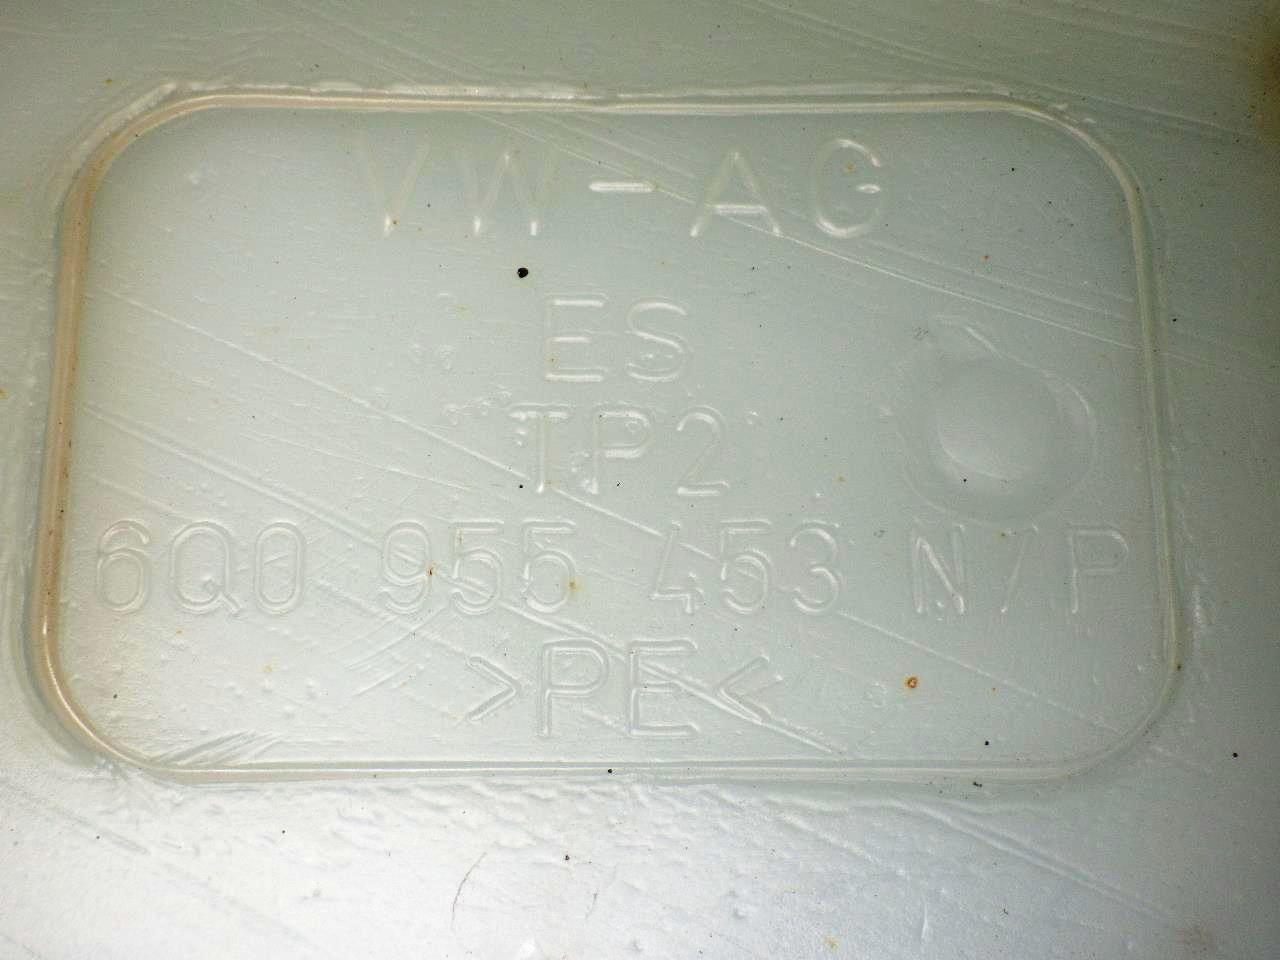 VW-AG
ES
TP2
6Q0 955 453 N/P
>PE<